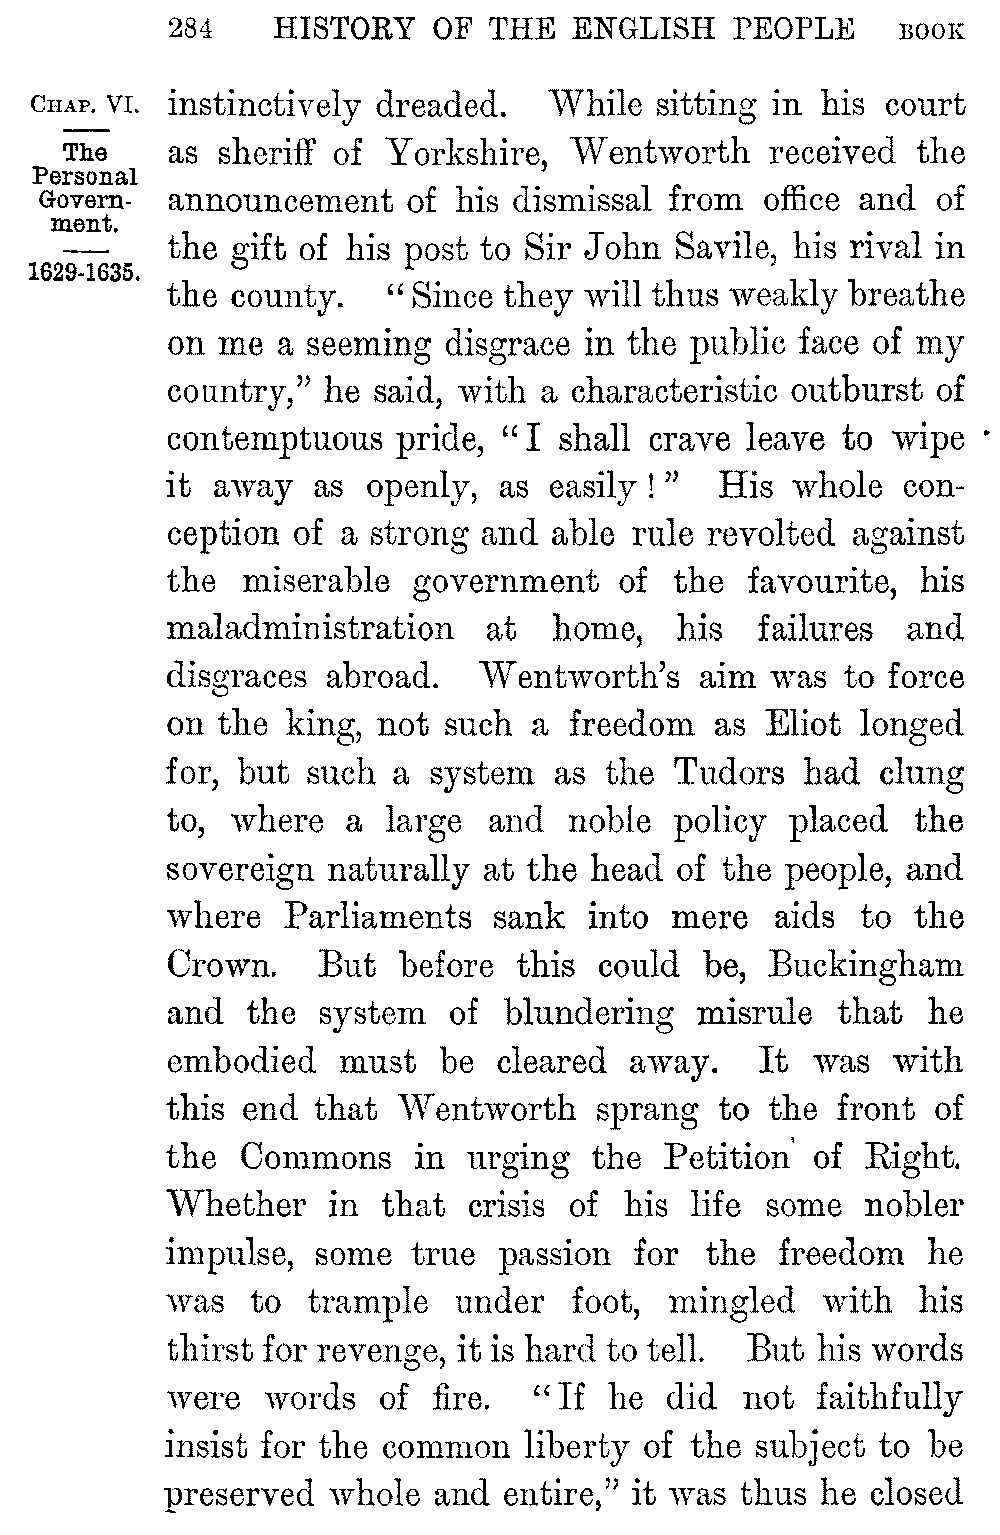 284 HISTORY OF THE ENGLISH PEOPLE BOOK
CHAP. VI.
The
Personal
Govern-
ment.
1629-1635.
instinctively dreaded. While sitting in his court
as sheriff of Yorkshire, Wentworth received the
announcement of his dismissal from office and of
the gift of his post to Sir John Savile, his rival in
the county. "Since they will thus weakly breathe
on me a seeming disgrace in the public face of my
country," he said, with a characteristic outburst of
contemptuous pride, "I shall crave leave to wipe
it away as openly, as easily!" His whole con-
ception of a strong and able rule revolted against
the miserable government of the favourite, his
maladministration at home, his failures and
disgraces abroad. Wentworth's aim was to force
on the king, not such a freedom as Eliot longed
for, but such a system as the Tudors had clung
to, where a large and noble policy placed the
sovereign naturally at the head of the people, and
where Parliaments sank into mere aids to the
Crown. But before this could be, Buckingham
and the system of blundering misrule that he
embodied must be cleared away. It was with
this end that Wentworth sprang to the front of
the Commons in urging the Petition of Right.
Whether in that crisis of his life some nobler
impulse, some true passion for the freedom he
was to trample under foot, mingled with his
thirst for revenge, it is hard to tell. But his words
were words of fire. "If he did not faithfully
insist for the common liberty of the subject to be
preserved whole and entire," it was thus he closed